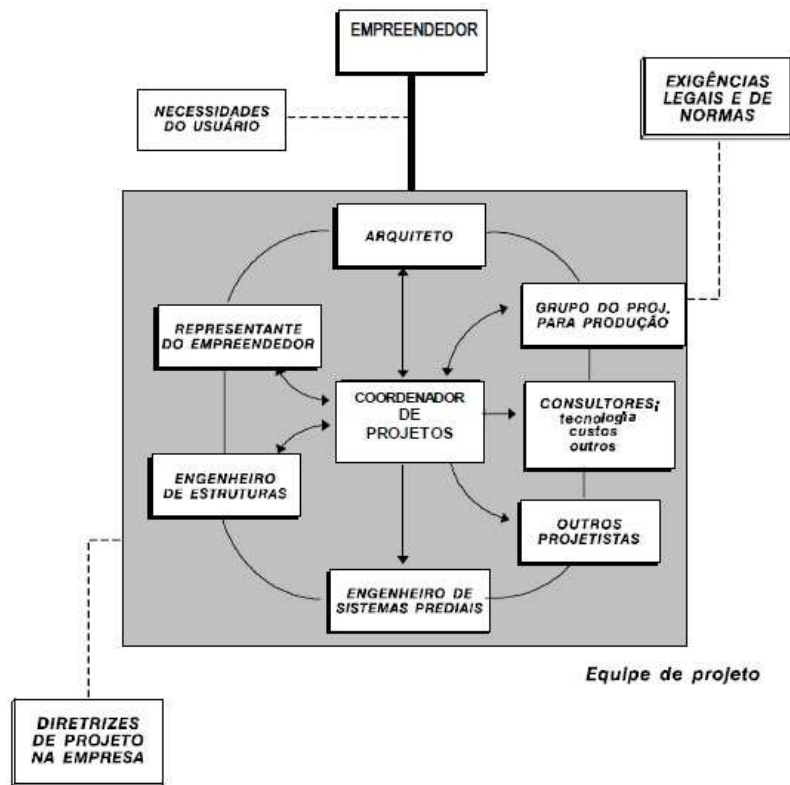 EMPREENDEDOR
NECESSIDADES
DO USUÁRIO
EXIGÊNCIAS
LEGAIS E DE
NORMAS
ARQUITETO
REPRESENTANTE
DO EMPREENDEDOR
GRUPO DO PROJ.
PARA PRODUÇÃO
COORDENADOR
DE
PROJETOS
CONSULTORES;
tecnologia
custos
outros
ENGENHEIRO
DE ESTRUTURAS
OUTROS
PROJETISTAS
ENGENHEIRO DE
SISTEMAS PREDIAIS
Equipe de projeto
DIRETRIZES
DE PROJETO
NA EMPRESA